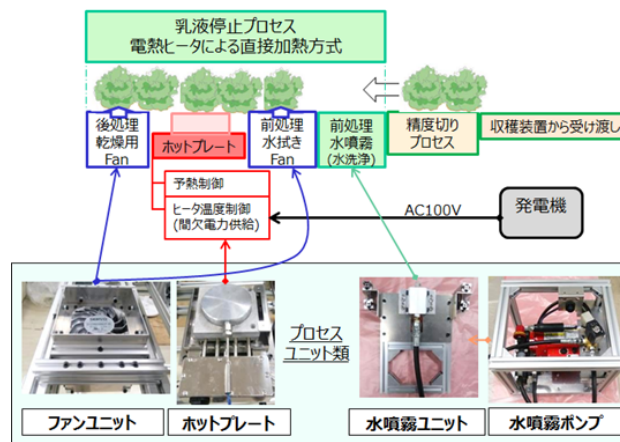 乳液停止プロセス
電熱ヒータによる直接加熱方式
後処理
乾燥用
Fan
ホットプレート
前処理
水拭き
Fan
前処理
水噴霧
(水洗浄)
精度切り
プロセス
収穫装置から受け渡し
予熱制御
ヒータ温度制御
(間欠電力供給)
AC100V
発電機
プロセス
ユニット類
ファンユニット
ホットプレート
水噴霧ユニット
水噴霧ポンプ